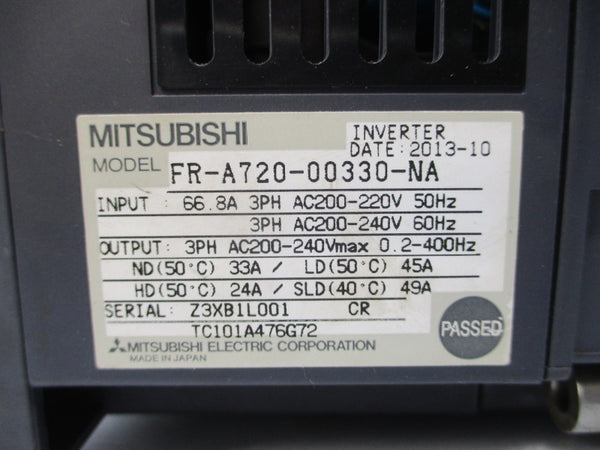 MITSUBISHI
INVERTER
DATE: 2013-10
MODEL FR-A720-00330-NA
INPUT : 66.8A 3PH AC200-220V 50Hz
3PH AC200-240V 60Hz
OUTPUT: 3PH AC200-240Vmax 0.2-400Hz
ND(50°C) 33A / LD(50°C) 45A
HD(50°C) 24A / SLD(40°C) 49A
SERIAL: Z3XB1L001 CR
TC101A476G72
PASSED
MITSUBISHI ELECTRIC CORPORATION
MADE IN JAPAN